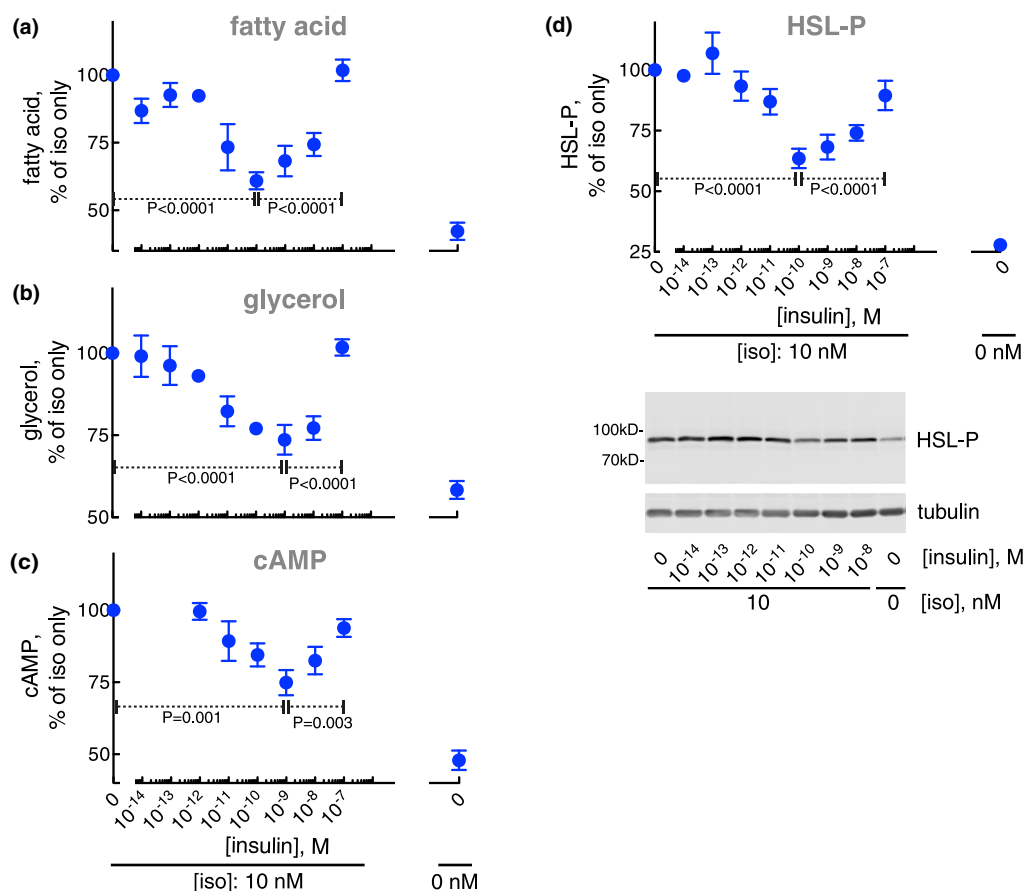 (a)
fatty acid
fatty acid,
% of iso only
100
75
50
P<0.0001
P<0.0001
(b)
glycerol
glycerol,
% of iso only
100
75
50
P<0.0001
P<0.0001
(c)
cAMP
cAMP,
% of iso only
100
75
50
P=0.001
P=0.003
0
10-14
10-13
10-12
10-11
10-10
10-9
10-8
10-7
0
[insulin], M
[iso]: 10 nM
0 nM
(d)
HSL-P
HSL-P,
% of iso only
100
75
50
25
P<0.0001
P<0.0001
0
10-14
10-13
10-12
10-11
10-10
10-9
10-8
10-7
0
[insulin], M
[iso]: 10 nM
0 nM
100kD-
70kD-
HSL-P
tubulin
0
10-14
10-13
10-12
10-11
10-10
10-9
10-8
0
[insulin], M
10
0
[iso], nM